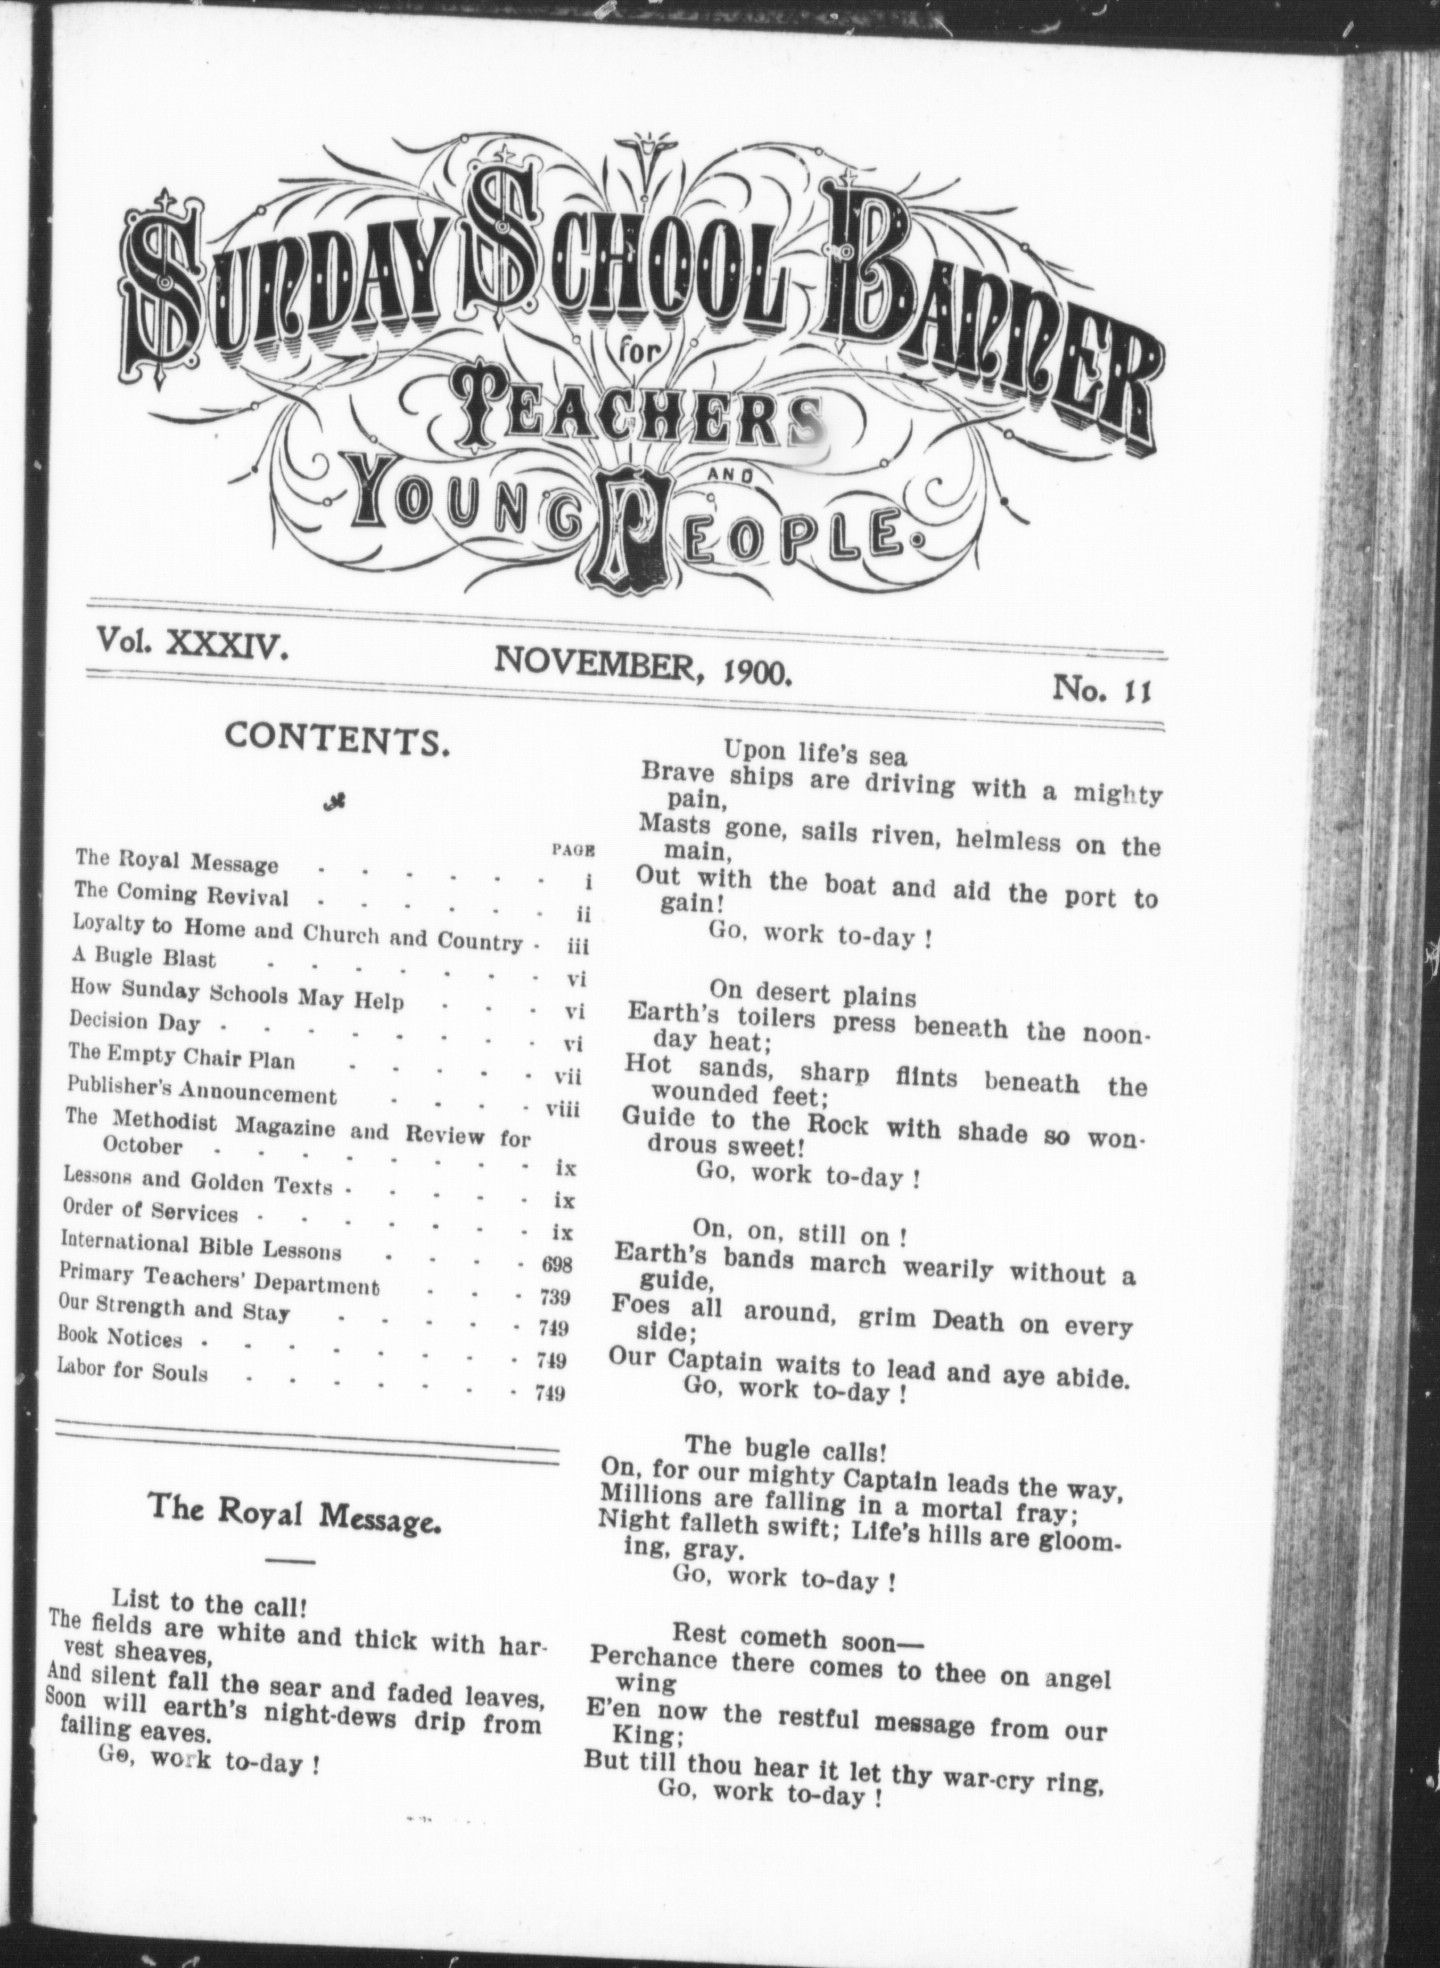 SUNDAY SCHOOL BANNER
for
TEACHERS
AND
YOUNG PEOPLE.
Vol. XXXIV. NOVEMBER, 1900. No. 11
CONTENTS.
PAGE
The Royal Message . . . . . . i
The Coming Revival . . . . . . ii
Loyalty to Home and Church and Country - iii
A Bugle Blast . . . . . . . vi
How Sunday Schools May Help . . . vi
Decision Day . . . . . . . . vi
The Empty Chair Plan . . . . . vii
Publisher's Announcement . . . . viii
The Methodist Magazine and Review for
October . . . . . . . . ix
Lessons and Golden Texts . . . . . ix
Order of Services . . . . . . . ix
International Bible Lessons . . . . 698
Primary Teachers' Department . . . 739
Our Strength and Stay . . . . . 749
Book Notices . . . . . . . . 749
Labor for Souls . . . . . . . 749
The Royal Message.
List to the call!
The fields are white and thick with har-
vest sheaves,
And silent fall the sear and faded leaves,
Soon will earth's night-dews drip from
failing eaves.
Go, work to-day !
Upon life's sea
Brave ships are driving with a mighty
pain,
Masts gone, sails riven, helmless on the
main,
Out with the boat and aid the port to
gain!
Go, work to-day !
On desert plains
Earth's toilers press beneath the noon-
day heat;
Hot sands, sharp flints beneath the
wounded feet;
Guide to the Rock with shade so won-
drous sweet!
Go, work to-day !
On, on, still on !
Earth's bands march wearily without a
guide,
Foes all around, grim Death on every
side;
Our Captain waits to lead and aye abide.
Go, work to-day !
The bugle calls!
On, for our mighty Captain leads the way,
Millions are falling in a mortal fray;
Night falleth swift; Life's hills are gloom-
ing, gray.
Go, work to-day !
Rest cometh soon—
Perchance there comes to thee on angel
wing
E'en now the restful message from our
King;
But till thou hear it let thy war-cry ring,
Go, work to-day !